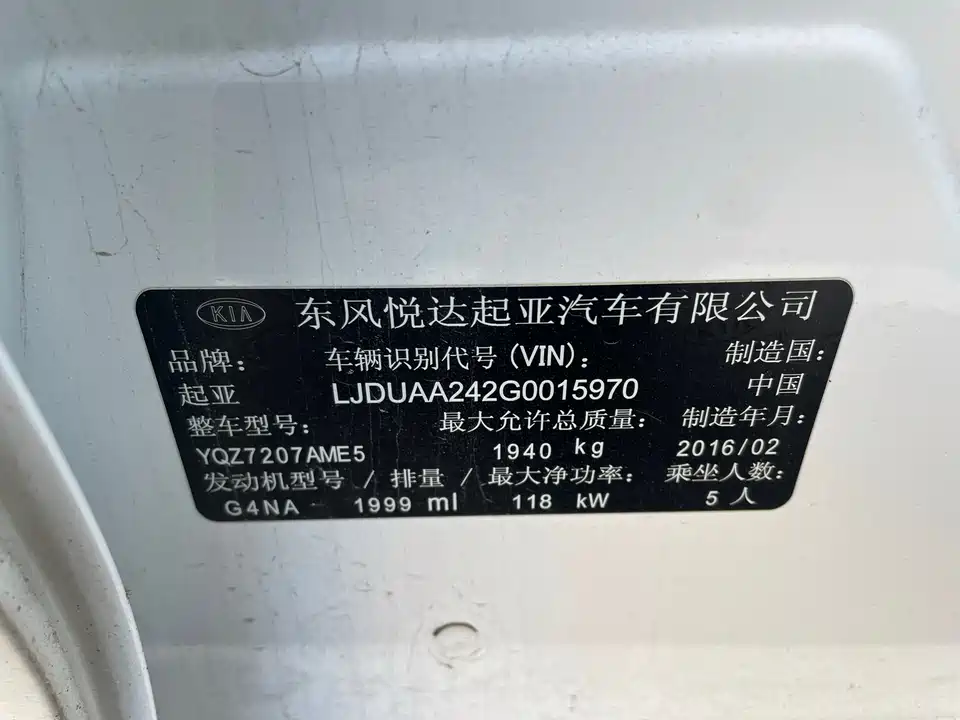 KIA 东风悦达起亚汽车有限公司
品牌: 车辆识别代号(VIN): 制造国:
起亚 LJDUAA242G0015970 中国
整车型号: 最大允许总质量: 制造年月:
YQZ7207AME5 1940 kg 2016/02
发动机型号 / 排量 / 最大净功率: 乘坐人数:
G4NA 1999 ml 118 kW 5 人